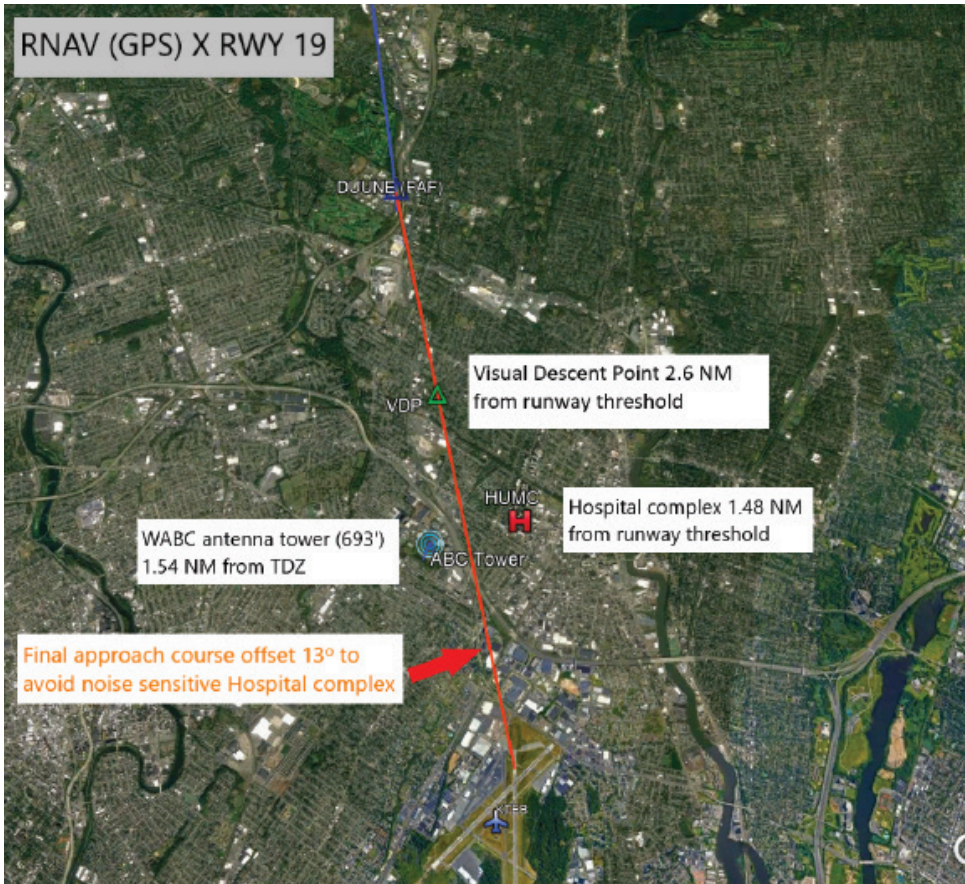 RNAV (GPS) X RWY 19
DJUNE (FAF)
Visual Descent Point 2.6 NM
from runway threshold
VDP
HUMC
Hospital complex 1.48 NM
from runway threshold
WABC antenna tower (693')
1.54 NM from TDZ
ABC Tower
Final approach course offset 13º to
avoid noise sensitive Hospital complex
KTEB